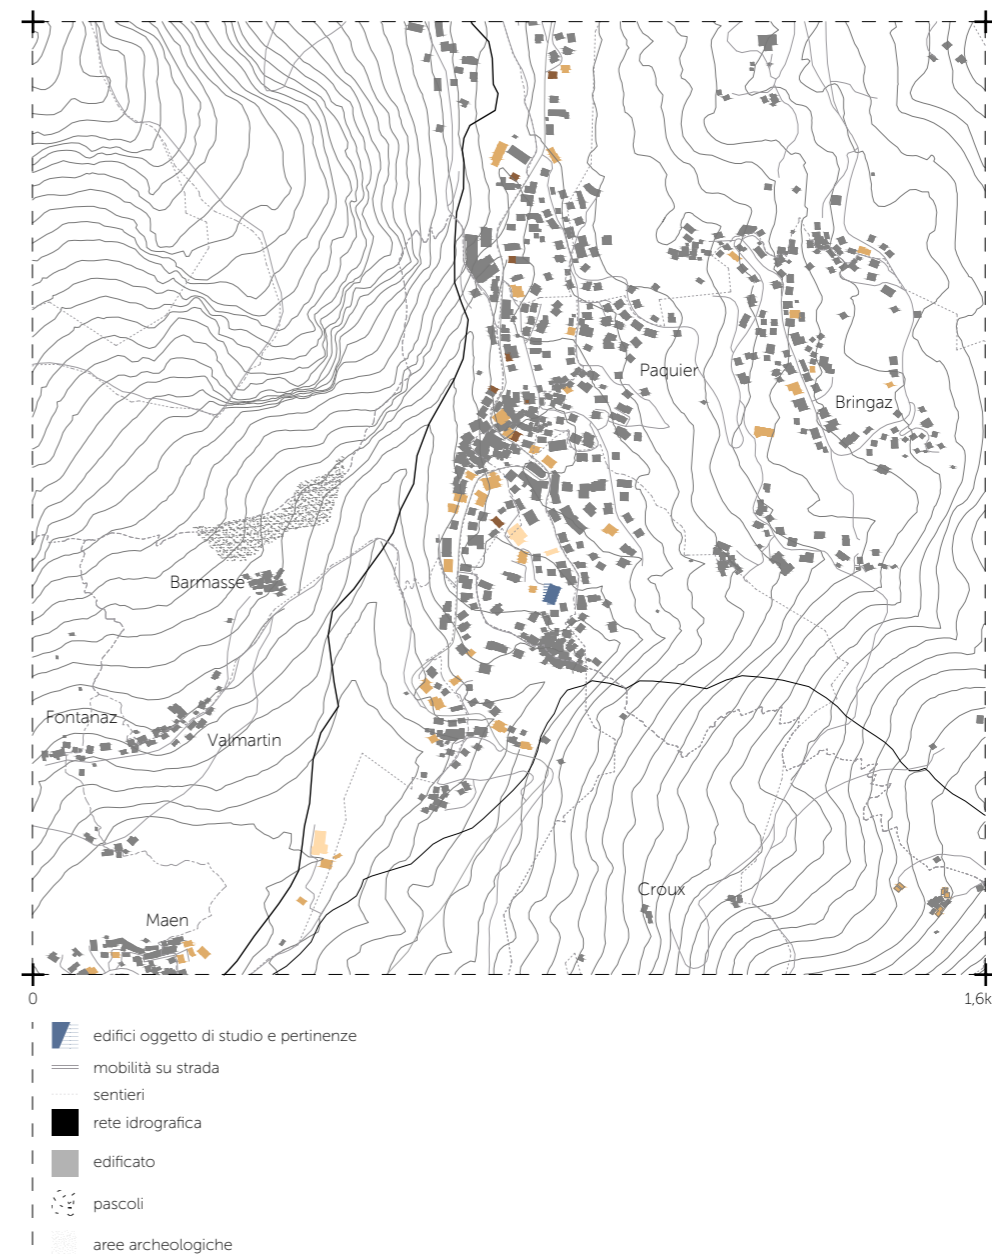 Paquier
Bringaz
Barmasse
Fontanaz
Valmartin
Croux
Maen
0
1,6k
edifici oggetto di studio e pertinenze
mobilità su strada
sentieri
rete idrografica
edificato
pascoli
aree archeologiche